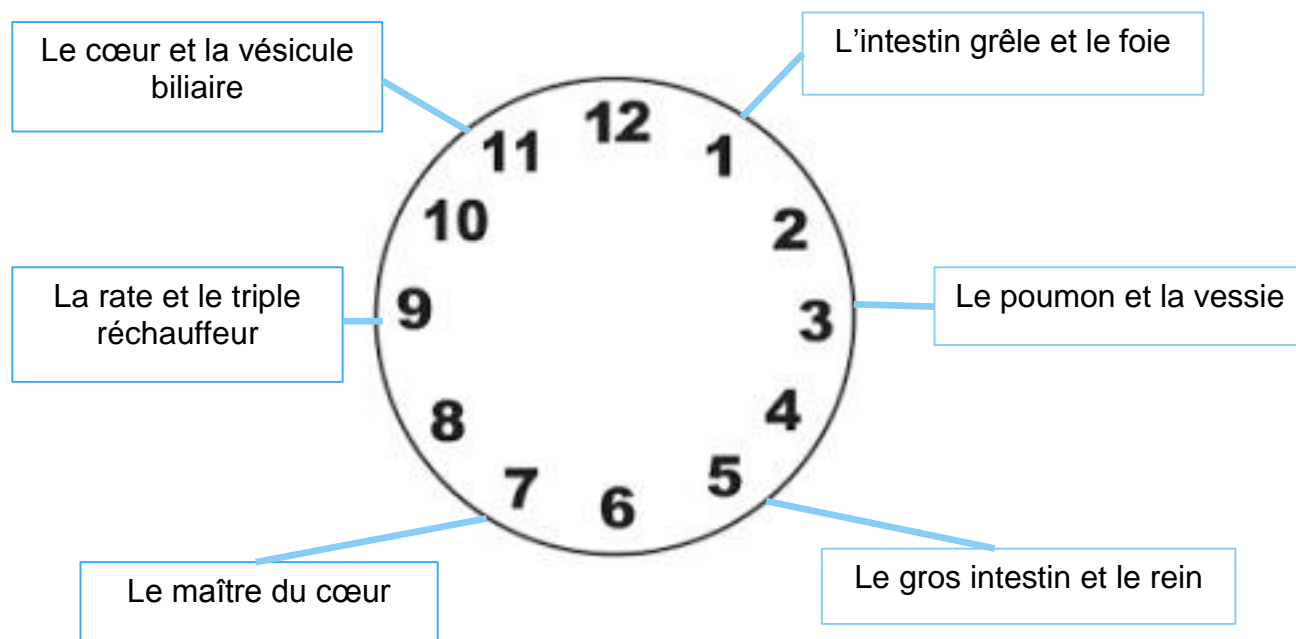 Le cœur et la vésicule
biliaire
L’intestin grêle et le foie
12
11
1
10
2
La rate et le triple
réchauffeur
9
3
Le poumon et la vessie
8
4
7
5
6
Le maître du cœur
Le gros intestin et le rein